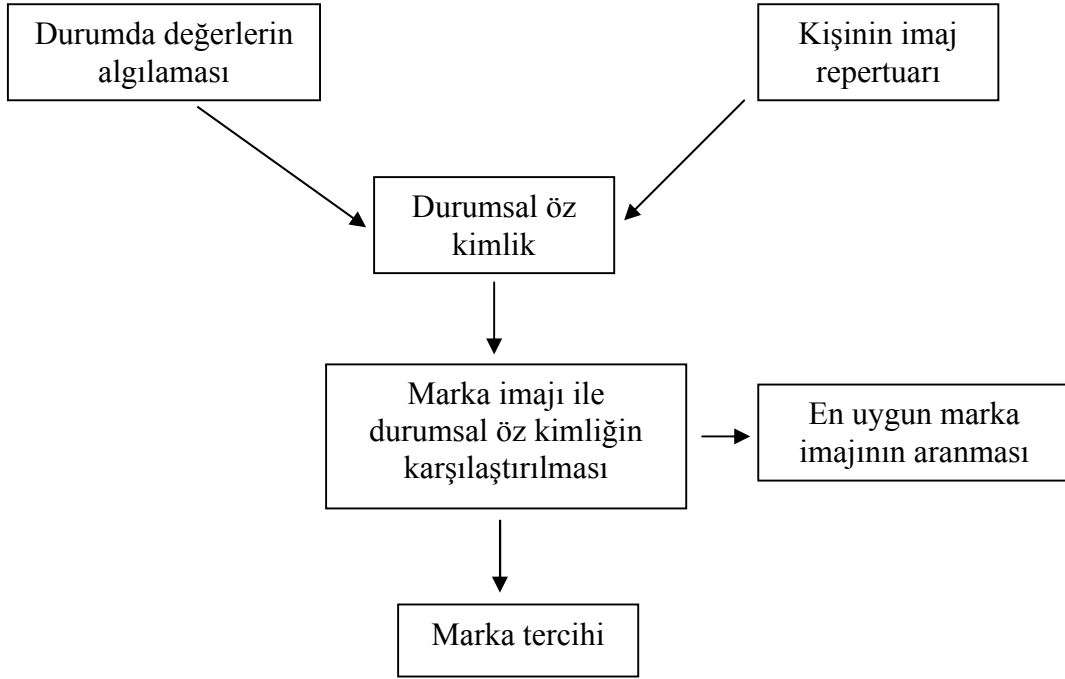 Durumda değerlerin
algılaması
Kişinin imaj
repertuarı
Durumsal öz
kimlik
Marka imajı ile
durumsal öz kimliğin
karşılaştırılması
En uygun marka
imajının aranması
Marka tercihi